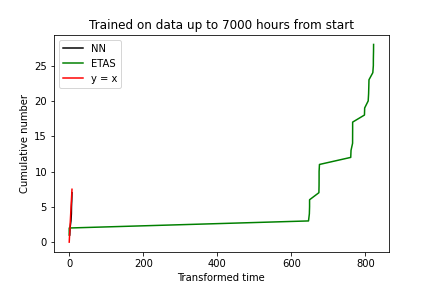 Trained on data up to 7000 hours from start
NN
ETAS
y = x
Cumulative number
25
20
15
10
5
0
0 200 400 600 800
Transformed time